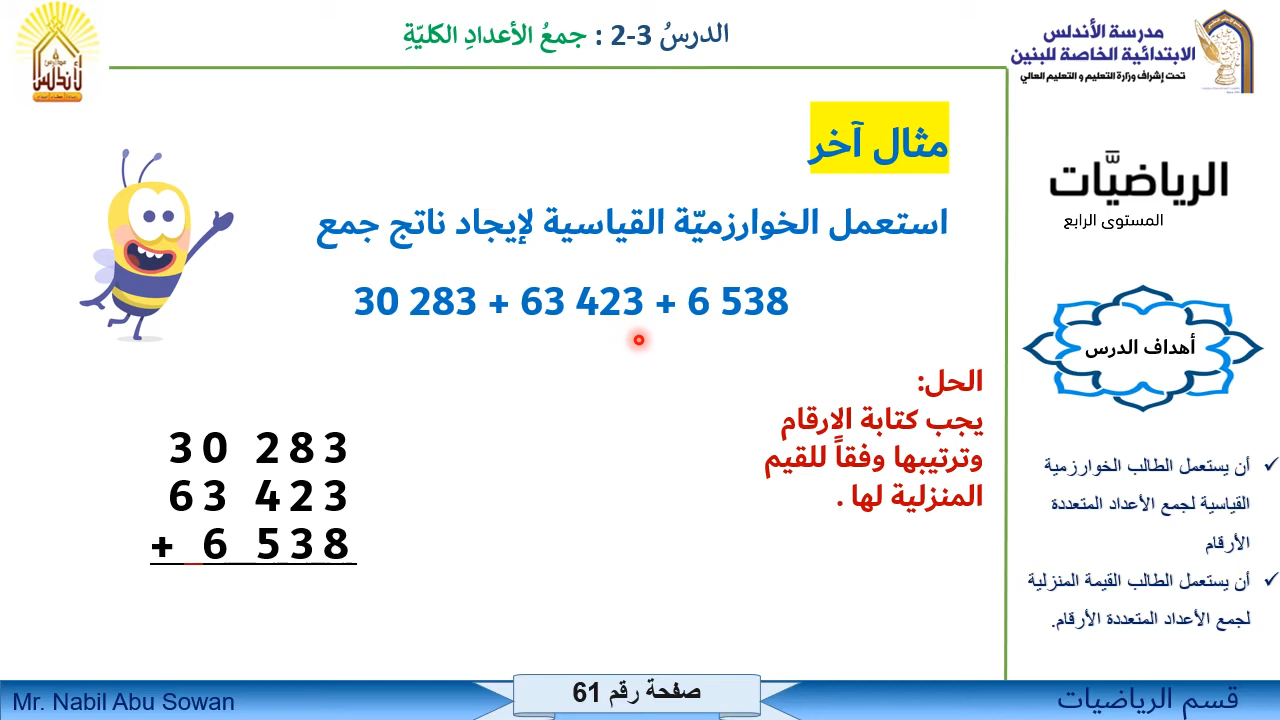 الدرسُ 3-2 : جمعُ الأعدادِ الكليّةِ
مدرسة الأندلس
الابتدائية الخاصة للبنين
تحت إشراف وزارة التعليم و التعليم العالي
الأندلس
مثال آخر
استعمل الخوارزميّة القياسية لإيجاد ناتج جمع
30 283 + 63 423 + 6 538
الحل:
يجب كتابة الارقام
وترتيبها وفقاً للقيم
المنزلية لها .
30 283
63 423
+ 6 538
الرياضيَّات
المستوى الرابع
أهداف الدرس
✓ أن يستعمل الطالب الخوارزمية
القياسية لجمع الأعداد المتعددة
الأرقام
✓ أن يستعمل الطالب القيمة المنزلية
لجمع الأعداد المتعددة الأرقام.
قسم الرياضيات
صفحة رقم 61
Mr. Nabil Abu Sowan